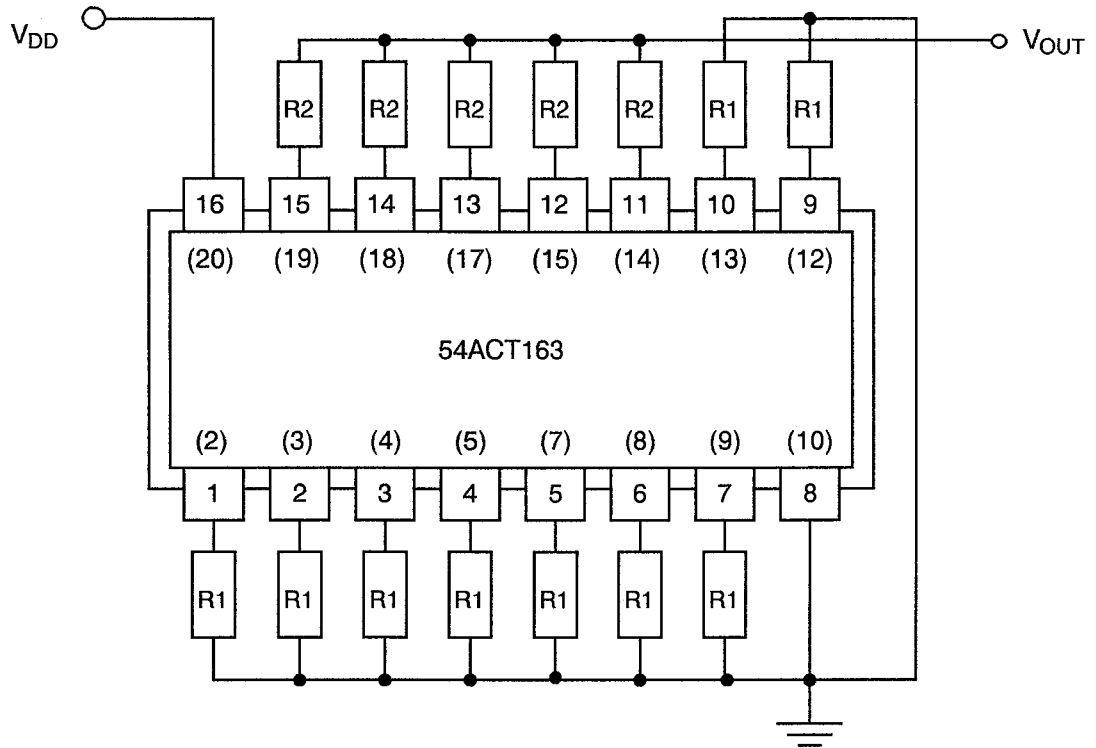 V_DD
V_OUT
R2 R2 R2 R2 R2 R1 R1
16 15 14 13 12 11 10 9
(20) (19) (18) (17) (15) (14) (13) (12)
54ACT163
(2) (3) (4) (5) (7) (8) (9) (10)
1 2 3 4 5 6 7 8
R1 R1 R1 R1 R1 R1 R1